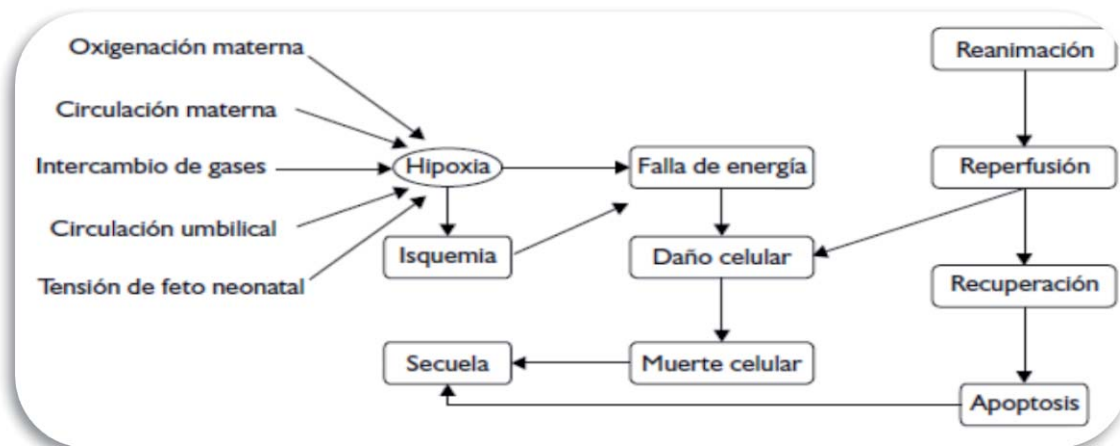 Oxigenación materna
Circulación materna
Intercambio de gases
Circulación umbilical
Tensión de feto neonatal
Hipoxia
Isquemia
Falla de energía
Daño celular
Muerte celular
Secuela
Reanimación
Reperfusión
Recuperación
Apoptosis